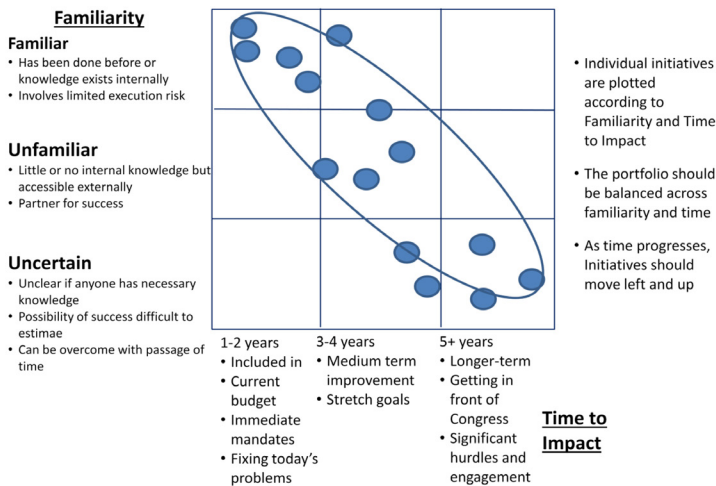 Familiarity
Familiar
• Has been done before or
knowledge exists internally
• Involves limited execution risk
Unfamiliar
• Little or no internal knowledge but
accessible externally
• Partner for success
Uncertain
• Unclear if anyone has necessary
knowledge
• Possibility of success difficult to
estimae
• Can be overcome with passage of
time
1-2 years
• Included in
• Current
budget
• Immediate
mandates
• Fixing today's
problems
3-4 years
• Medium term
improvement
• Stretch goals
5+ years
• Longer-term
• Getting in
front of
Congress
• Significant
hurdles and
engagement
Time to
Impact
• Individual initiatives
are plotted
according to
Familiarity and Time
to Impact
• The portfolio should
be balanced across
familiarity and time
• As time progresses,
Initiatives should
move left and up